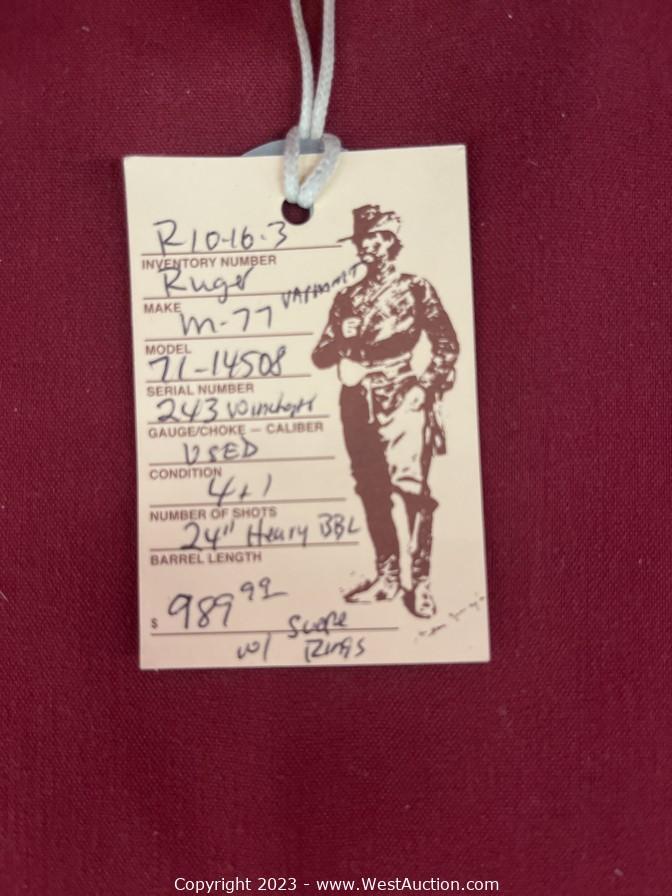 R10-16-3
INVENTORY NUMBER
Ruger
MAKE
M-77 VARMINT
MODEL
71-14508
SERIAL NUMBER
243 Winchester
GAUGE/CHOKE — CALIBER
USED
CONDITION
4+1
NUMBER OF SHOTS
24" Heavy BBL
BARREL LENGTH
$ 989 99
w/ Scope
Rings
Copyright 2023 - www.WestAuction.com